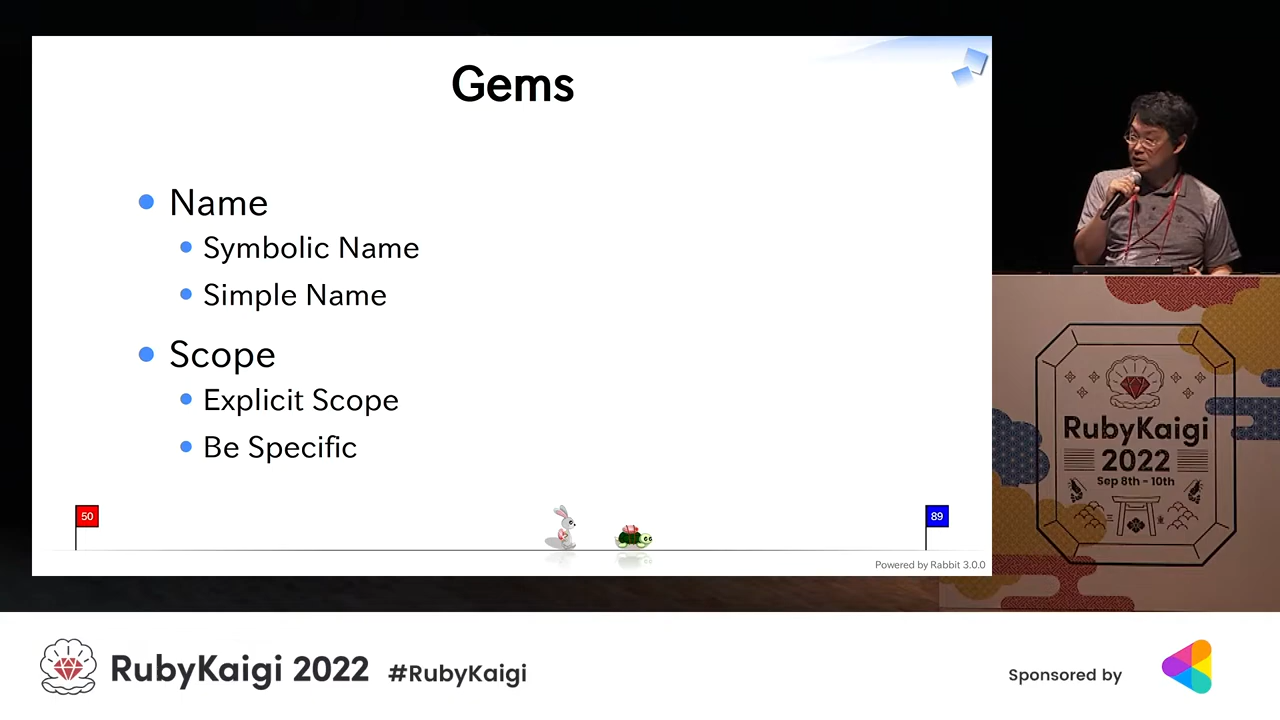 Gems
Name
Symbolic Name
Simple Name
Scope
Explicit Scope
Be Specific
50
89
Powered by Rabbit 3.0.0
RubyKaigi
2022
Sep 8th - 10th
RubyKaigi 2022 #RubyKaigi
Sponsored by